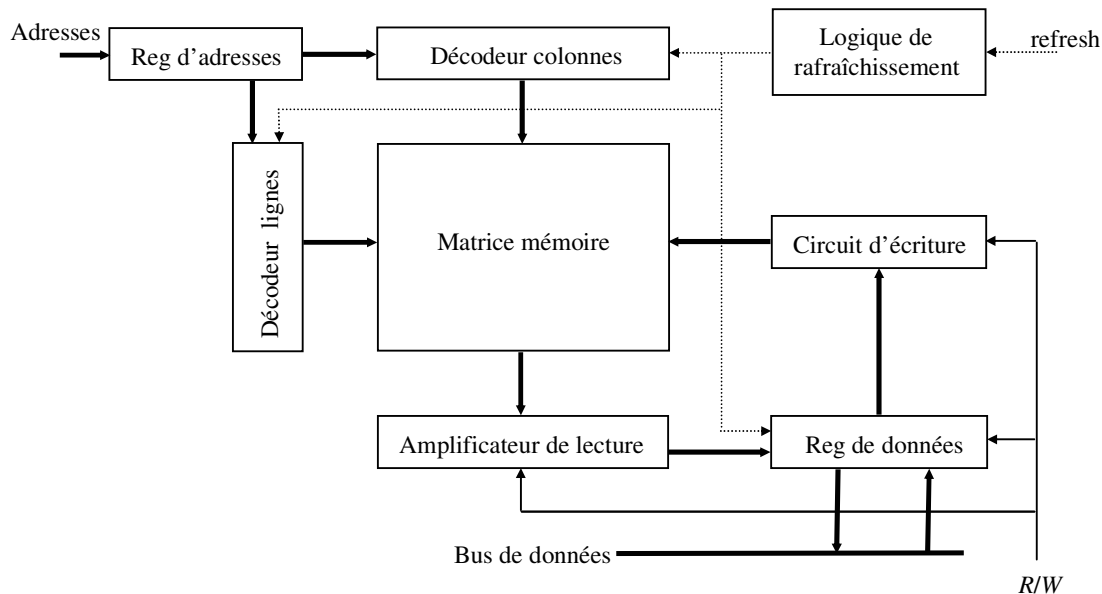 Adresses
Reg d’adresses
Décodeur colonnes
Logique de
rafraîchissement
refresh
Décodeur lignes
Matrice mémoire
Circuit d’écriture
Amplificateur de lecture
Reg de données
Bus de données
R/W